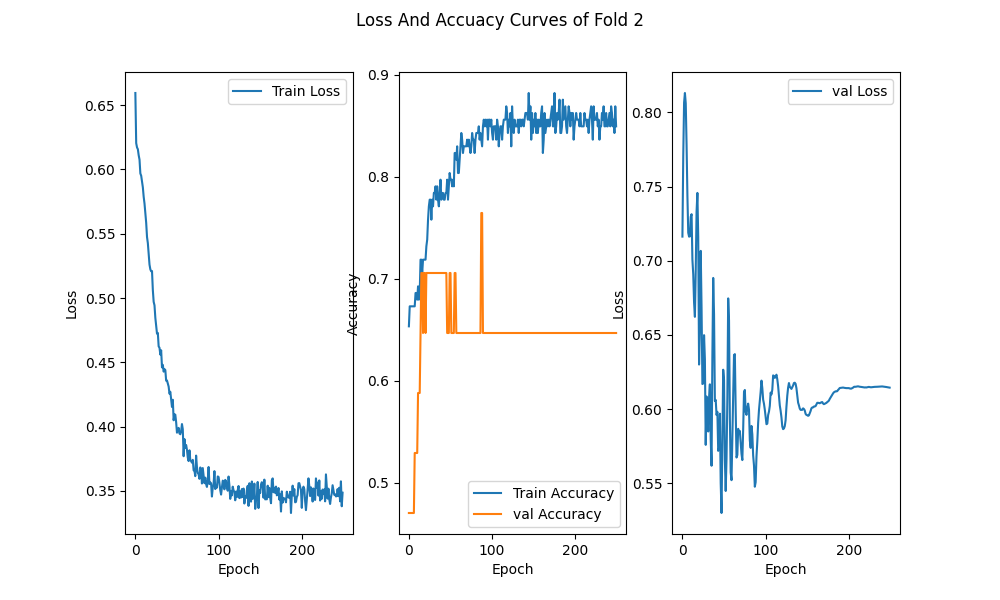 Loss And Accuacy Curves of Fold 2
Train Loss
0.65
0.60
0.55
0.50
0.45
0.40
0.35
Loss
0
100
200
Epoch
0.9
0.8
0.7
0.6
0.5
Accuracy
Train Accuracy
val Accuracy
0
100
200
Epoch
val Loss
0.80
0.75
0.70
0.65
0.60
0.55
Loss
0
100
200
Epoch